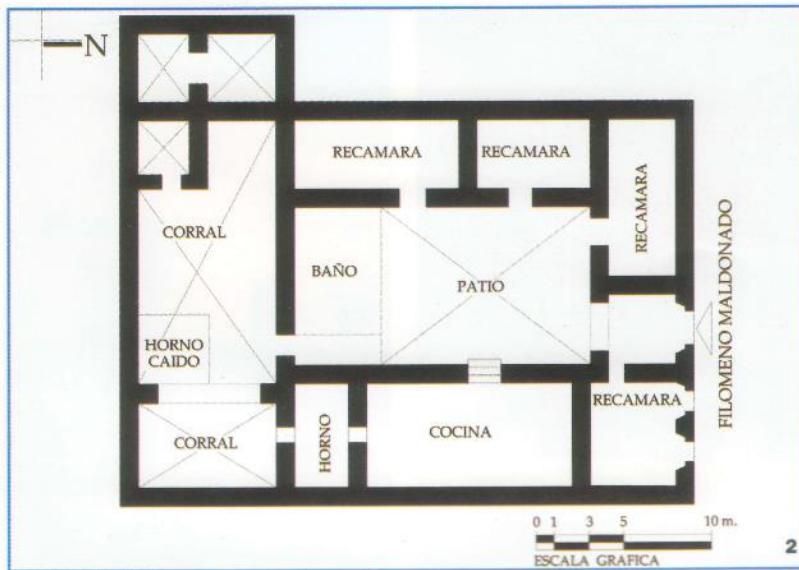 N
RECAMARA
RECAMARA
RECAMARA
CORRAL
BAÑO
PATIO
HORNO
CAIDO
FILOMENO MALDONADO
RECAMARA
CORRAL
HORNO
COCINA
0 1 3 5 10 m.
ESCALA GRAFICA
2